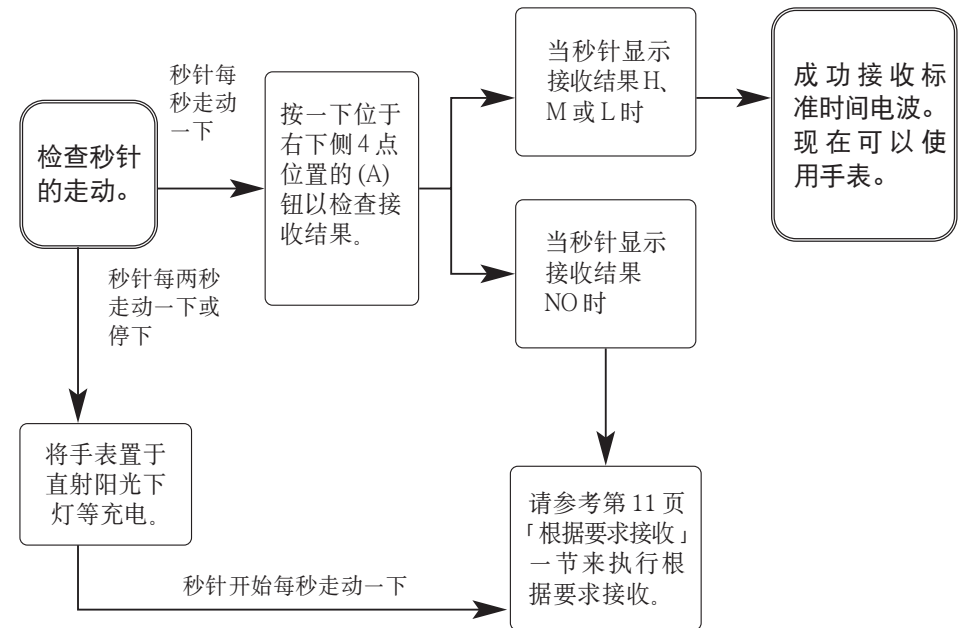 检查秒针
的走动。
秒针每
秒走动
一下
按一下位于
右下侧4点
位置的(A)
钮以检查接
收结果。
当秒针显示
接收结果H、
M或L时
成功接收标
准时间电波。
现在可以使
用手表。
当秒针显示
接收结果
NO时
秒针每两秒
走动一下或
停下
将手表置于
直射阳光下
灯等充电。
秒针开始每秒走动一下
请参考第11页
「根据要求接收」
一节来执行根
据要求接收。